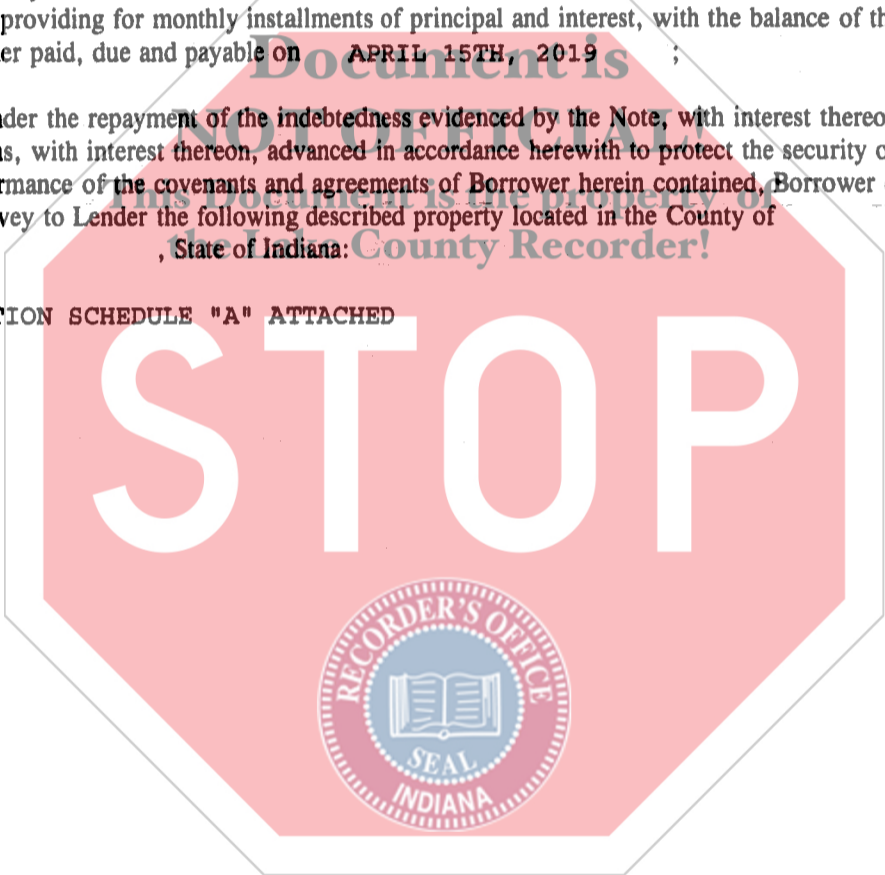 providing for monthly installments of principal and interest, with the balance of th
er paid, due and payable on APRIL 15TH, 2019 ;
Document is
der the repayment of the indebtedness evidenced by the Note, with interest thereo
NOT OFFICIAL!
s, with interest thereon, advanced in accordance herewith to protect the security o
rmance of the covenants and agreements of Borrower herein contained, Borrower
This Document is the property of
vey to Lender the following described property located in the County of
, State of Indiana:
the Lake County Recorder!
TION SCHEDULE "A" ATTACHED
STOP
RECORDER'S OFFICE
SEAL
INDIANA